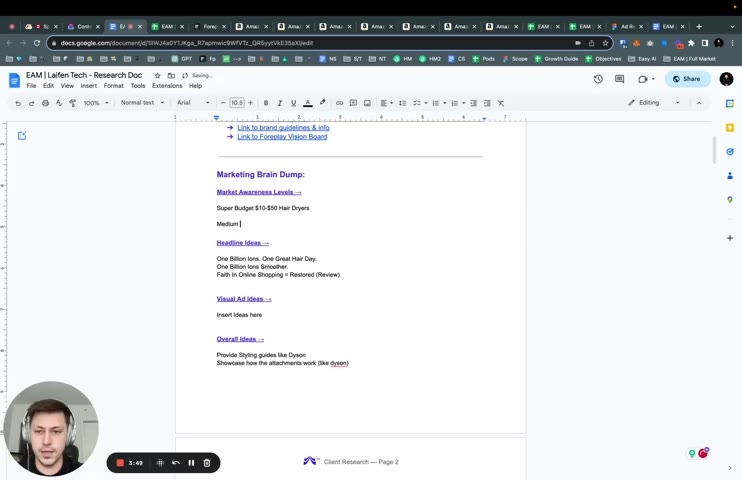 docs.google.com/document/d/
EAM | Laifen Tech - Research Doc
Saving...
File Edit View Insert Format Tools Extensions Help
Share
100%
Normal text
Arial
10.5
Editing
➔ Link to brand guidelines & info
➔ Link to Foreplay Vision Board
Marketing Brain Dump:
Market Awareness Levels →
Super Budget $10-$50 Hair Dryers
Medium
Headline Ideas →
One Billion Ions. One Great Hair Day.
One Billion Ions Smoother.
Faith In Online Shopping = Restored (Review)
Visual Ad Ideas →
Insert Ideas here
Overall Ideas →
Provide Styling guides like Dyson
Showcase how the attachments work (like dyson)
Client Research — Page 2
3:49